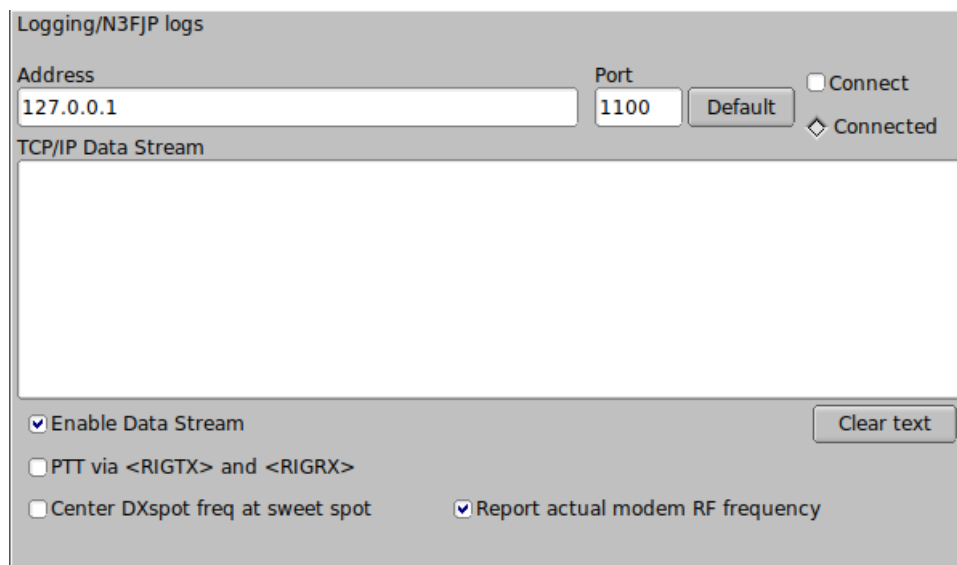 Logging/N3FJP logs
Address
Port
Connect
127.0.0.1
1100
Default
Connected
TCP/IP Data Stream
Enable Data Stream
Clear text
PTT via <RIGTX> and <RIGRX>
Center DXspot freq at sweet spot
Report actual modem RF frequency